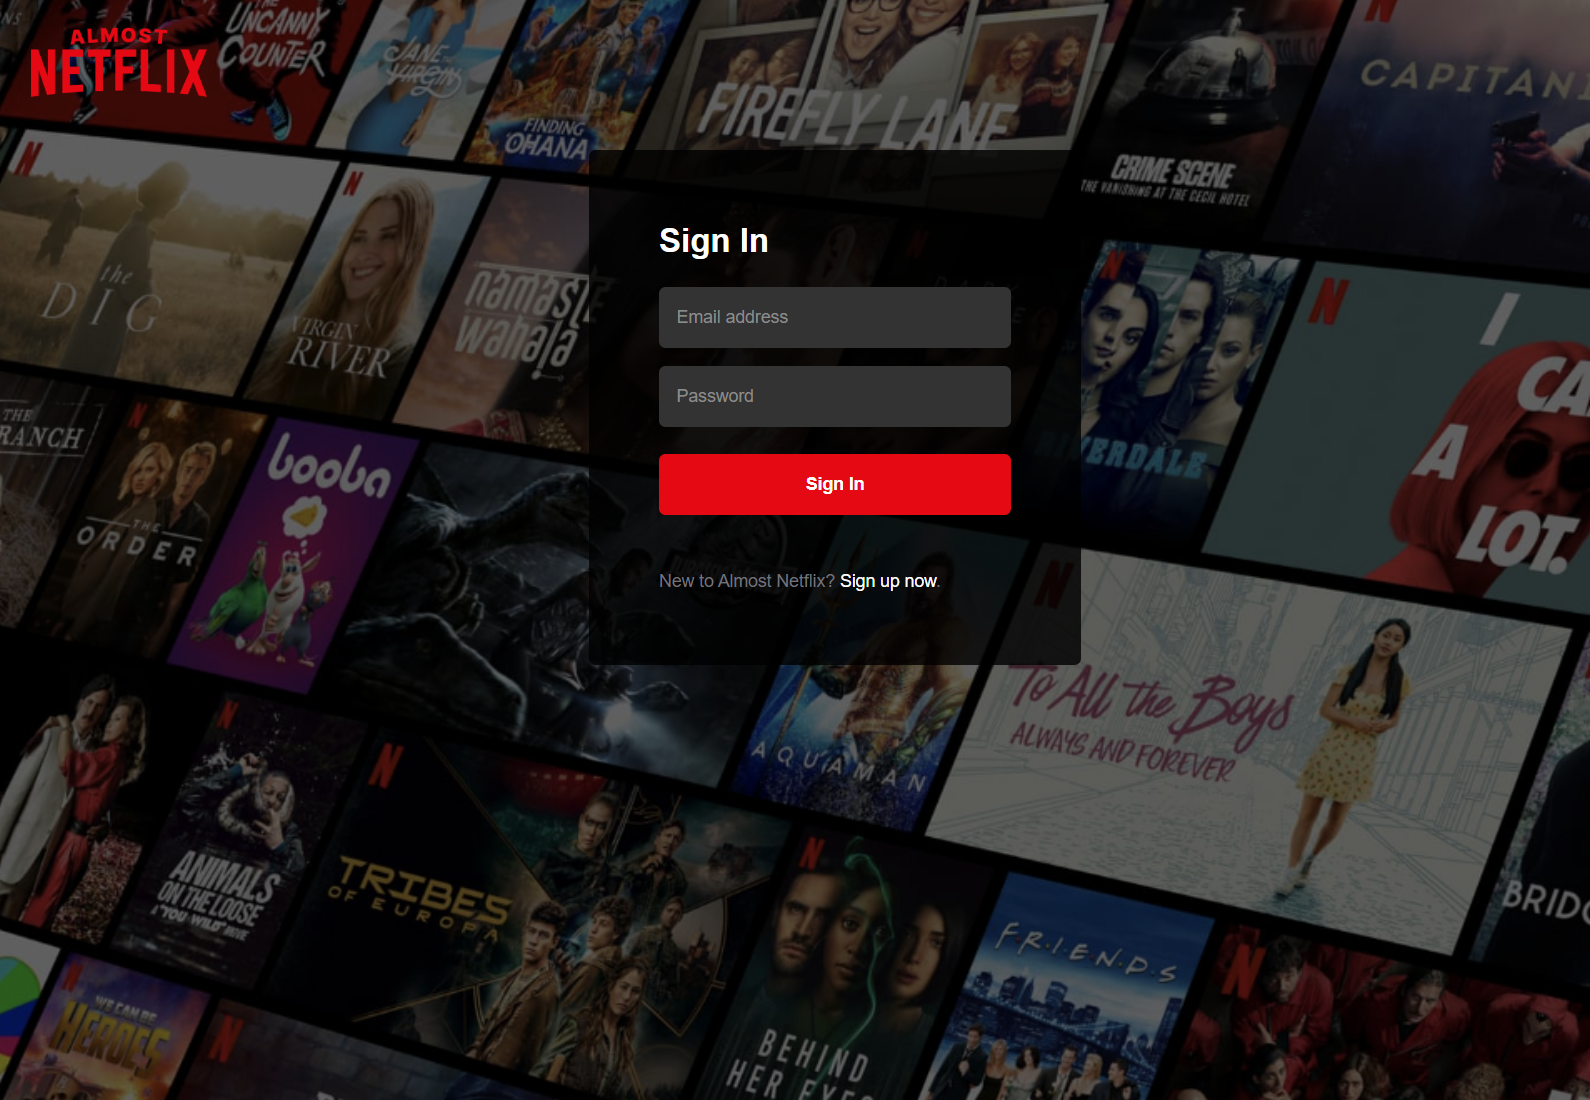 ALMOST
NETFLIX
THE
UNCANNY
COUNTER
JANE
VIRGIN
FINDING
'OHANA
FIREFLY LANE
CRIME SCENE
THE VANISHING AT THE CECIL HOTEL
CAPITANI
N
the
DIG
N
VIRGIN
RIVER
namaste
wahala
Sign In
Email address
Password
Sign In
New to Almost Netflix? Sign up now.
N
RIVERDALE
N
I
CA
A
LOT.
THE
RANCH
N
THE
ORDER
booba
AQUAMAN
N
To All the Boys
ALWAYS AND FOREVER
N
ANIMALS
ON THE LOOSE
A "YOU VS WILD" MOVIE
N
TRIBES
OF EUROPA
N
BEHIND
HER EYES
F·R·I·E·N·D·S
BRIDG
N
N
WE CAN BE
HEROES
N